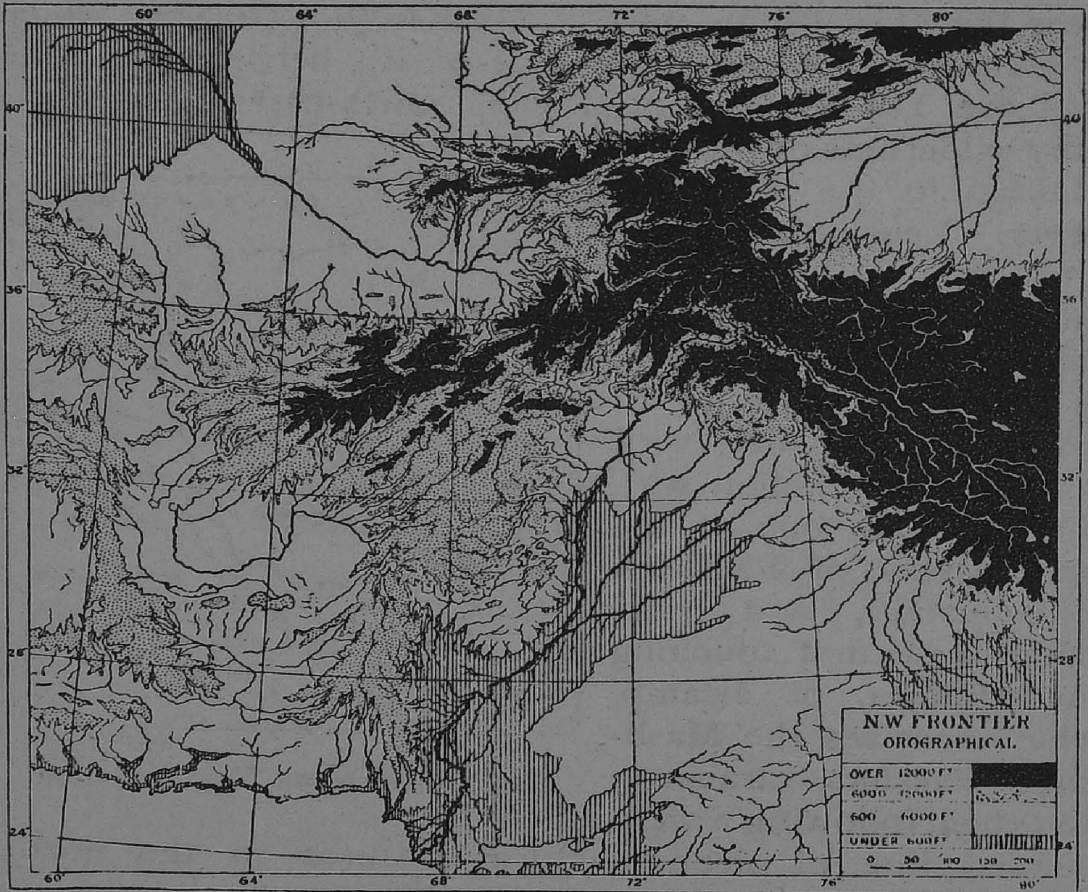 60° 64° 68° 72° 76° 80°
40° 40
36° 36
32° 32°
28° 28°
24° 24°
N.W FRONTIER
OROGRAPHICAL
OVER 12000 FT
6000 12000 FT
600 6000 FT
UNDER 600 FT
0 50 100 150 200
60° 64° 68° 72° 76° 80°